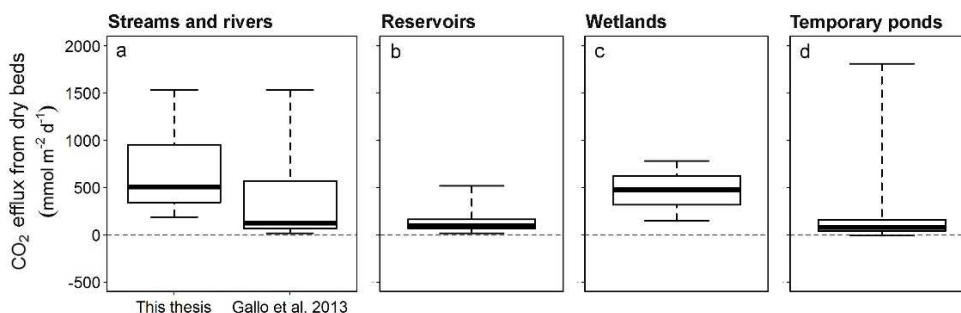 Streams and rivers
Reservoirs
Wetlands
Temporary ponds
CO₂ efflux from dry beds
(mmol m⁻² d⁻¹)
2000
1500
1000
500
0
-500
a
b
c
d
This thesis
Gallo et al. 2013